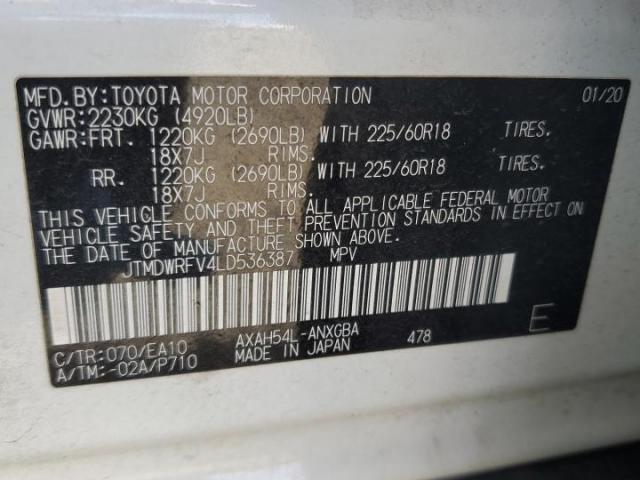 MFD.BY:TOYOTA MOTOR CORPORATION 01/20
GVWR:2230KG (4920LB)
GAWR:FRT. 1220KG (2690LB) WITH 225/60R18 TIRES.
18X7J RIMS.
RR. 1220KG (2690LB) WITH 225/60R18 TIRES.
18X7J RIMS.
THIS VEHICLE CONFORMS TO ALL APPLICABLE FEDERAL MOTOR
VEHICLE SAFETY AND THEFT PREVENTION STANDARDS IN EFFECT ON
THE DATE OF MANUFACTURE SHOWN ABOVE.
JTMDWRFV4LD536387 MPV
C/TR:070/EA10 AXAH54L-ANXGBA 478 E
A/TM:-02A/P710 MADE IN JAPAN